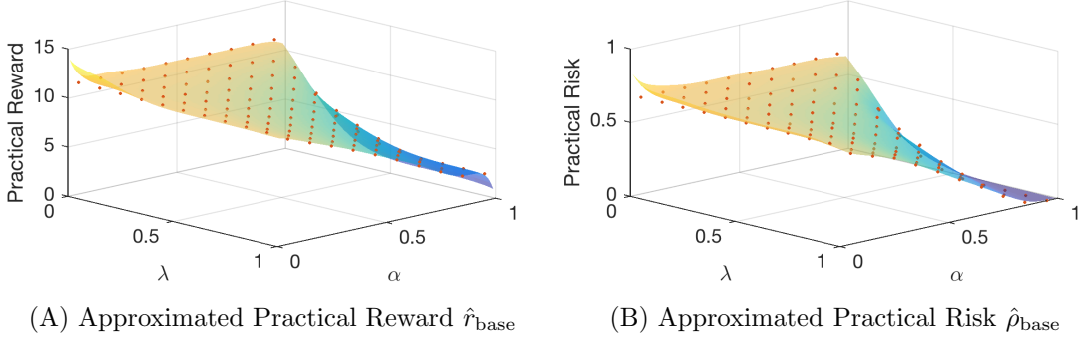 15
10
5
0
Practical Reward
0
0.5
1
λ
0
0.5
1
α
1
0.5
0
Practical Risk
0
0.5
1
λ
0
0.5
1
α
(A) Approximated Practical Reward r̂base
(B) Approximated Practical Risk ρ̂base